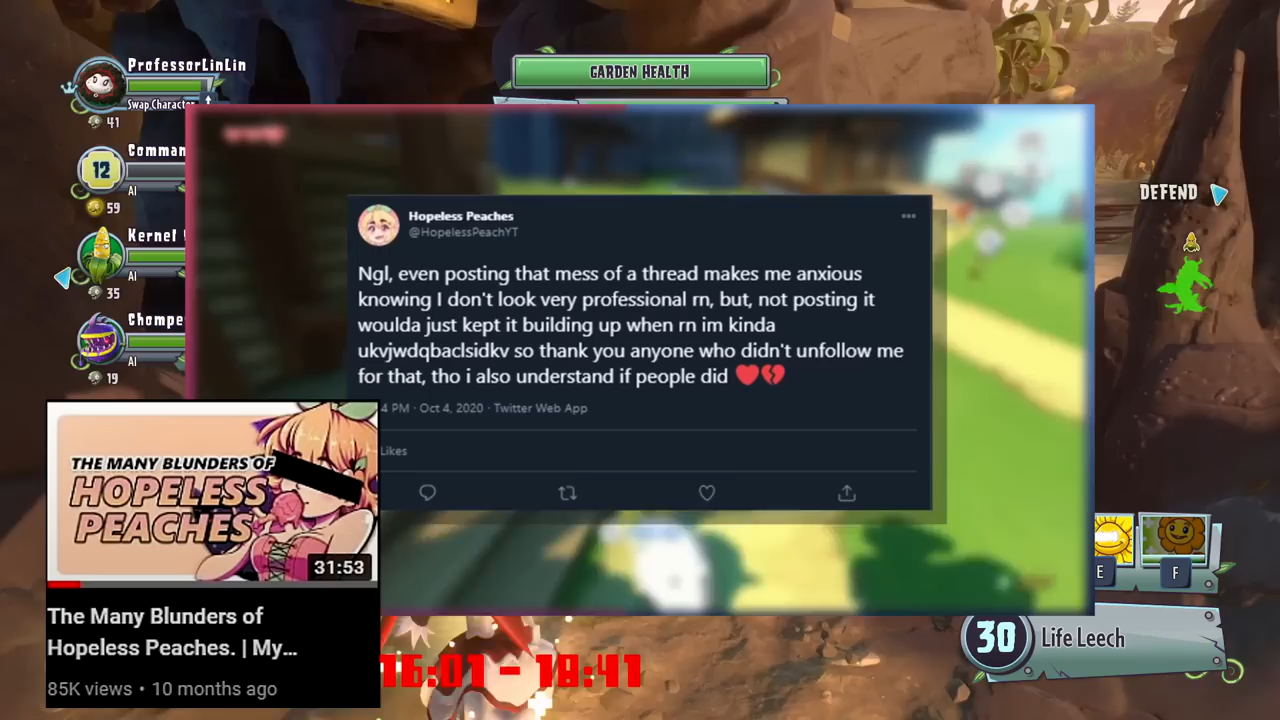 ProfessorLinLin
Swap Character
41
GARDEN HEALTH
Comman
12
AI
59
Kernel
AI
35
Chompe
AI
19
DEFEND
Hopeless Peaches
@HopelessPeachYT
Ngl, even posting that mess of a thread makes me anxious
knowing I don't look very professional rn, but, not posting it
woulda just kept it building up when rn im kinda
ukvjwdqbaclsidkv so thank you anyone who didn't unfollow me
for that, tho i also understand if people did ❤️💔
4 PM · Oct 4, 2020 · Twitter Web App
Likes
THE MANY BLUNDERS OF
HOPELESS
PEACHES
31:53
The Many Blunders of
Hopeless Peaches. | My...
85K views • 10 months ago
16:01 - 18:41
E
F
30
Life Leech